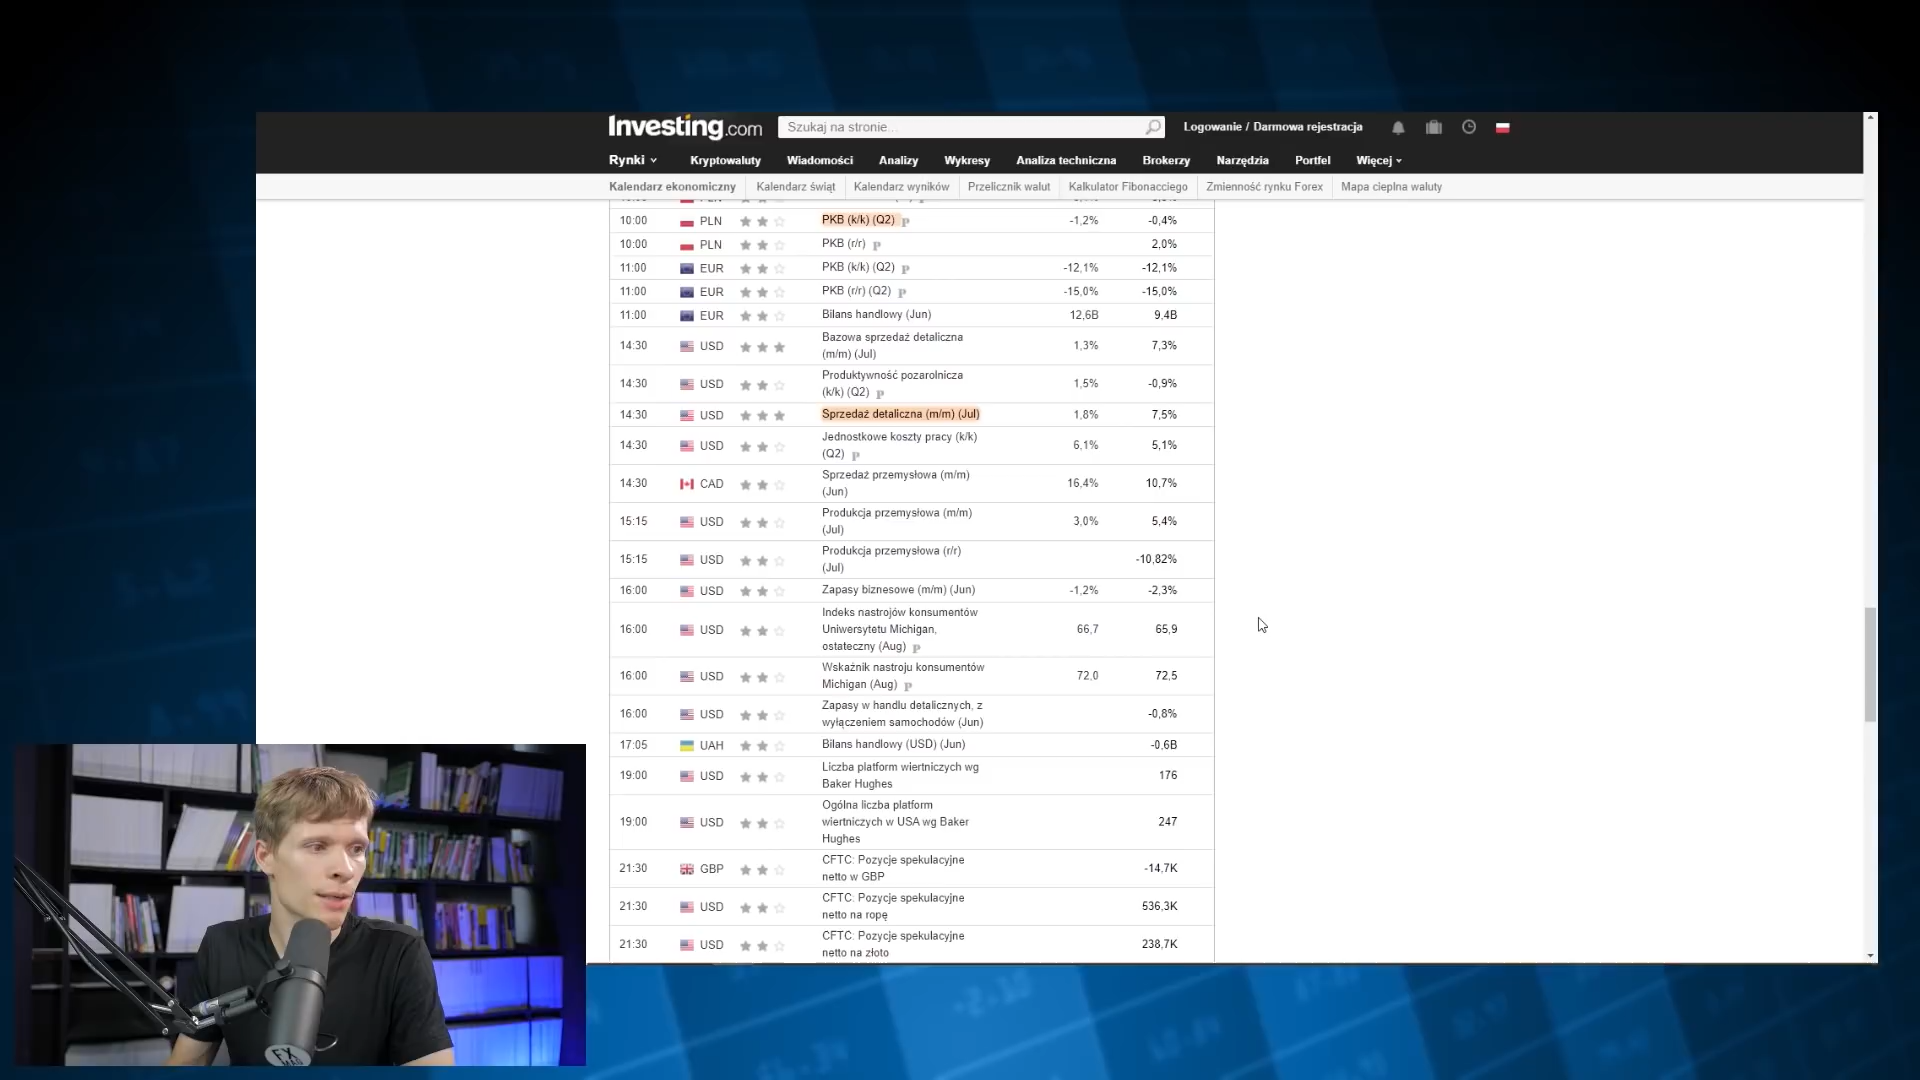 Investing.com
Szukaj na stronie...
Logowanie / Darmowa rejestracja
Rynki Kryptowaluty Wiadomości Analizy Wykresy Analiza techniczna Brokerzy Narzędzia Portfel Więcej
Kalendarz ekonomiczny Kalendarz świąt Kalendarz wyników Przelicznik walut Kalkulator Fibonacciego Zmienność rynku Forex Mapa cieplna waluty
10:00 PLN PKB (k/k) (Q2) P -1,2% -0,4%
10:00 PLN PKB (r/r) P 2,0%
11:00 EUR PKB (k/k) (Q2) P -12,1% -12,1%
11:00 EUR PKB (r/r) (Q2) P -15,0% -15,0%
11:00 EUR Bilans handlowy (Jun) 12,6B 9,4B
14:30 USD Bazowa sprzedaż detaliczna
(m/m) (Jul) 1,3% 7,3%
14:30 USD Produktywność pozarolnicza
(k/k) (Q2) P 1,5% -0,9%
14:30 USD Sprzedaż detaliczna (m/m) (Jul) 1,8% 7,5%
14:30 USD Jednostkowe koszty pracy (k/k)
(Q2) P 6,1% 5,1%
14:30 CAD Sprzedaż przemysłowa (m/m)
(Jun) 16,4% 10,7%
15:15 USD Produkcja przemysłowa (m/m)
(Jul) 3,0% 5,4%
15:15 USD Produkcja przemysłowa (r/r)
(Jul) -10,82%
16:00 USD Zapasy biznesowe (m/m) (Jun) -1,2% -2,3%
16:00 USD Indeks nastrojów konsumentów
Uniwersytetu Michigan,
ostateczny (Aug) P 66,7 65,9
16:00 USD Wskaźnik nastroju konsumentów
Michigan (Aug) P 72,0 72,5
16:00 USD Zapasy w handlu detalicznych, z
wyłączeniem samochodów (Jun) -0,8%
17:05 UAH Bilans handlowy (USD) (Jun) -0,6B
19:00 USD Liczba platform wiertniczych wg
Baker Hughes 176
19:00 USD Ogólna liczba platform
wiertniczych w USA wg Baker
Hughes 247
21:30 GBP CFTC: Pozycje spekulacyjne
netto w GBP -14,7K
21:30 USD CFTC: Pozycje spekulacyjne
netto na ropę 536,3K
21:30 USD CFTC: Pozycje spekulacyjne
netto na złoto 238,7K
FX
MAG